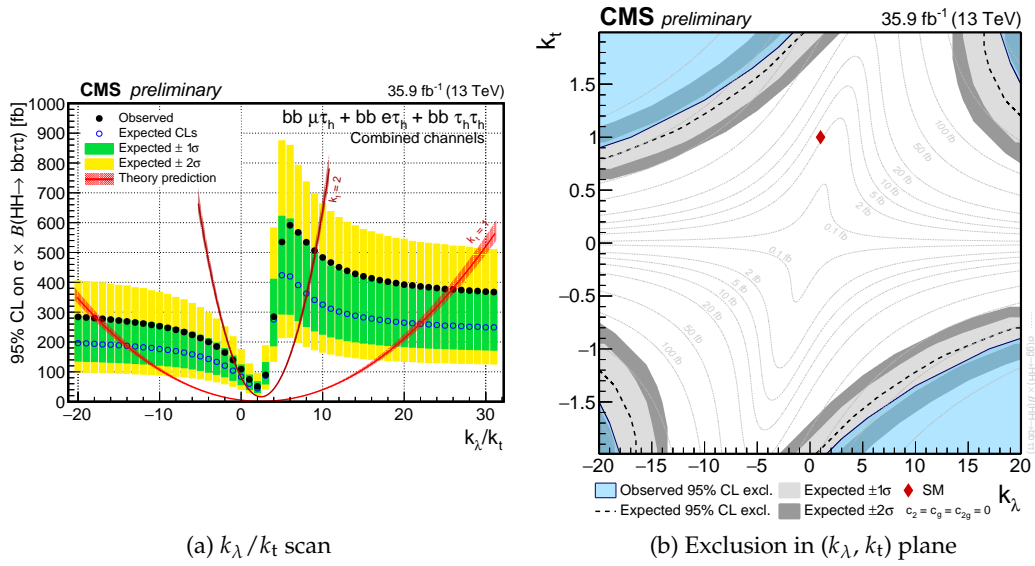 CMS preliminary 35.9 fb⁻¹ (13 TeV)
95% CL on σ × B(HH→ bbττ) [fb]
1000
900
800
700
600
500
400
300
200
100
0
Observed
Expected CLs
Expected ± 1σ
Expected ± 2σ
Theory prediction
bb μτh + bb eτh + bb τhτh
Combined channels
kt = 2
kt = 1
−20 −10 0 10 20 30
kλ/kt
(a) kλ/kt scan
CMS preliminary 35.9 fb⁻¹ (13 TeV)
kt
1.5
1
0.5
0
−0.5
−1
−1.5
100 fb
50 fb
20 fb
10 fb
5 fb
2 fb
0.1 fb
0.1 fb
2 fb
5 fb
10 fb
20 fb
50 fb
−20 −15 −10 −5 0 5 10 15 20
kλ
Observed 95% CL excl. Expected ±1σ SM
Expected 95% CL excl. Expected ±2σ c2 = cg = c2g = 0
(b) Exclusion in (kλ, kt) plane